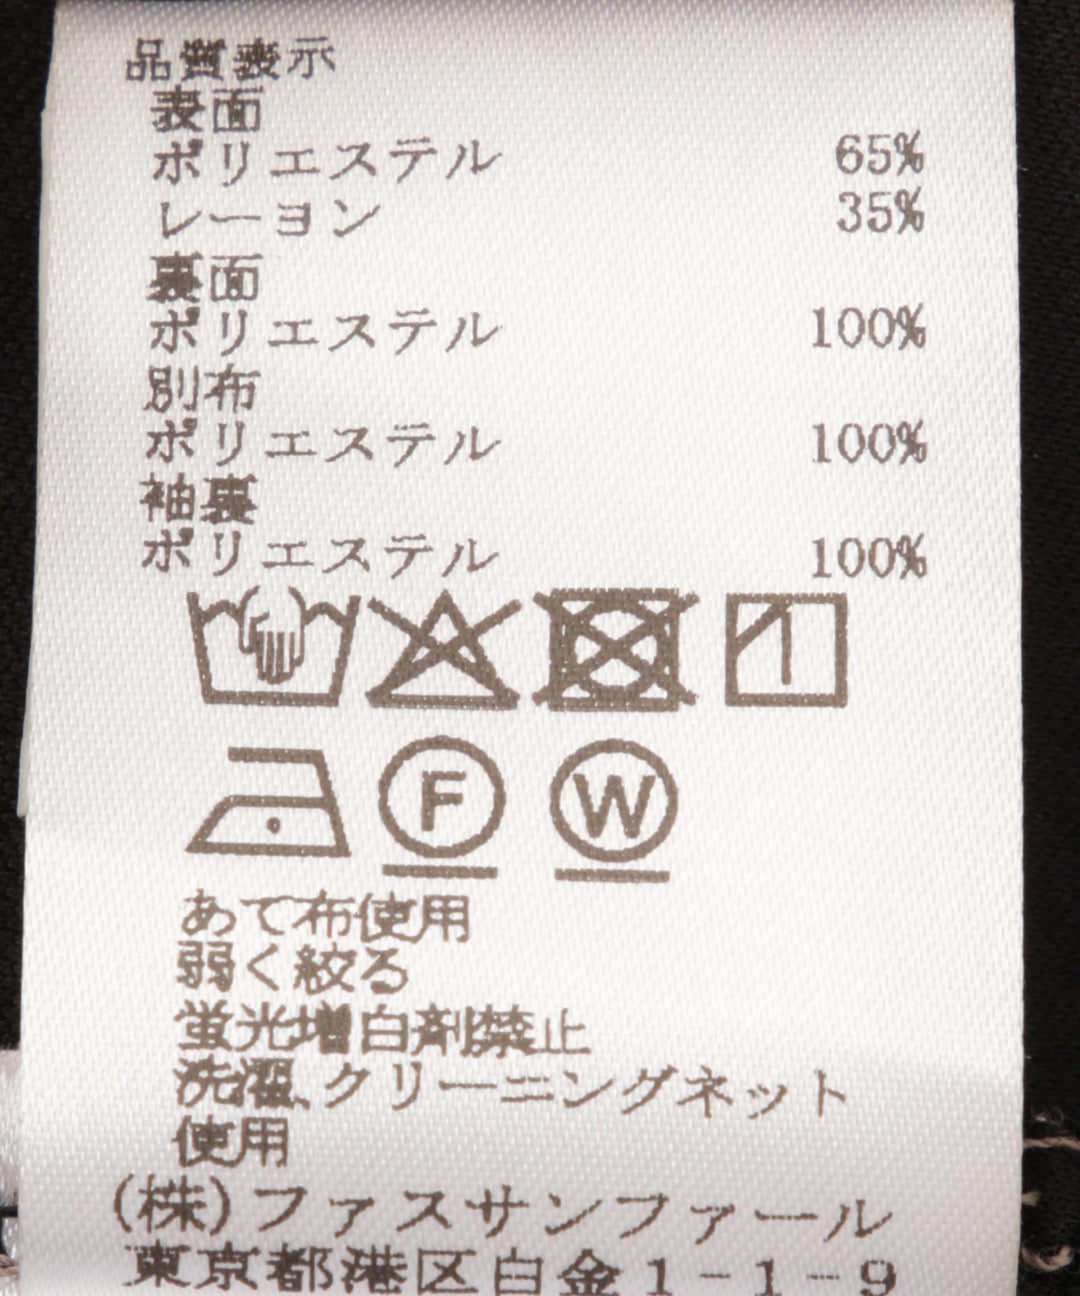 品質表示
表面
ポリエステル 65%
レーヨン 35%
裏面
ポリエステル 100%
別布
ポリエステル 100%
袖裏
ポリエステル 100%
F W
あて布使用
弱く絞る
蛍光増白剤禁止
洗濯、クリーニングネット
使用
(株)ファスサンファール
東京都港区白金1-1-9